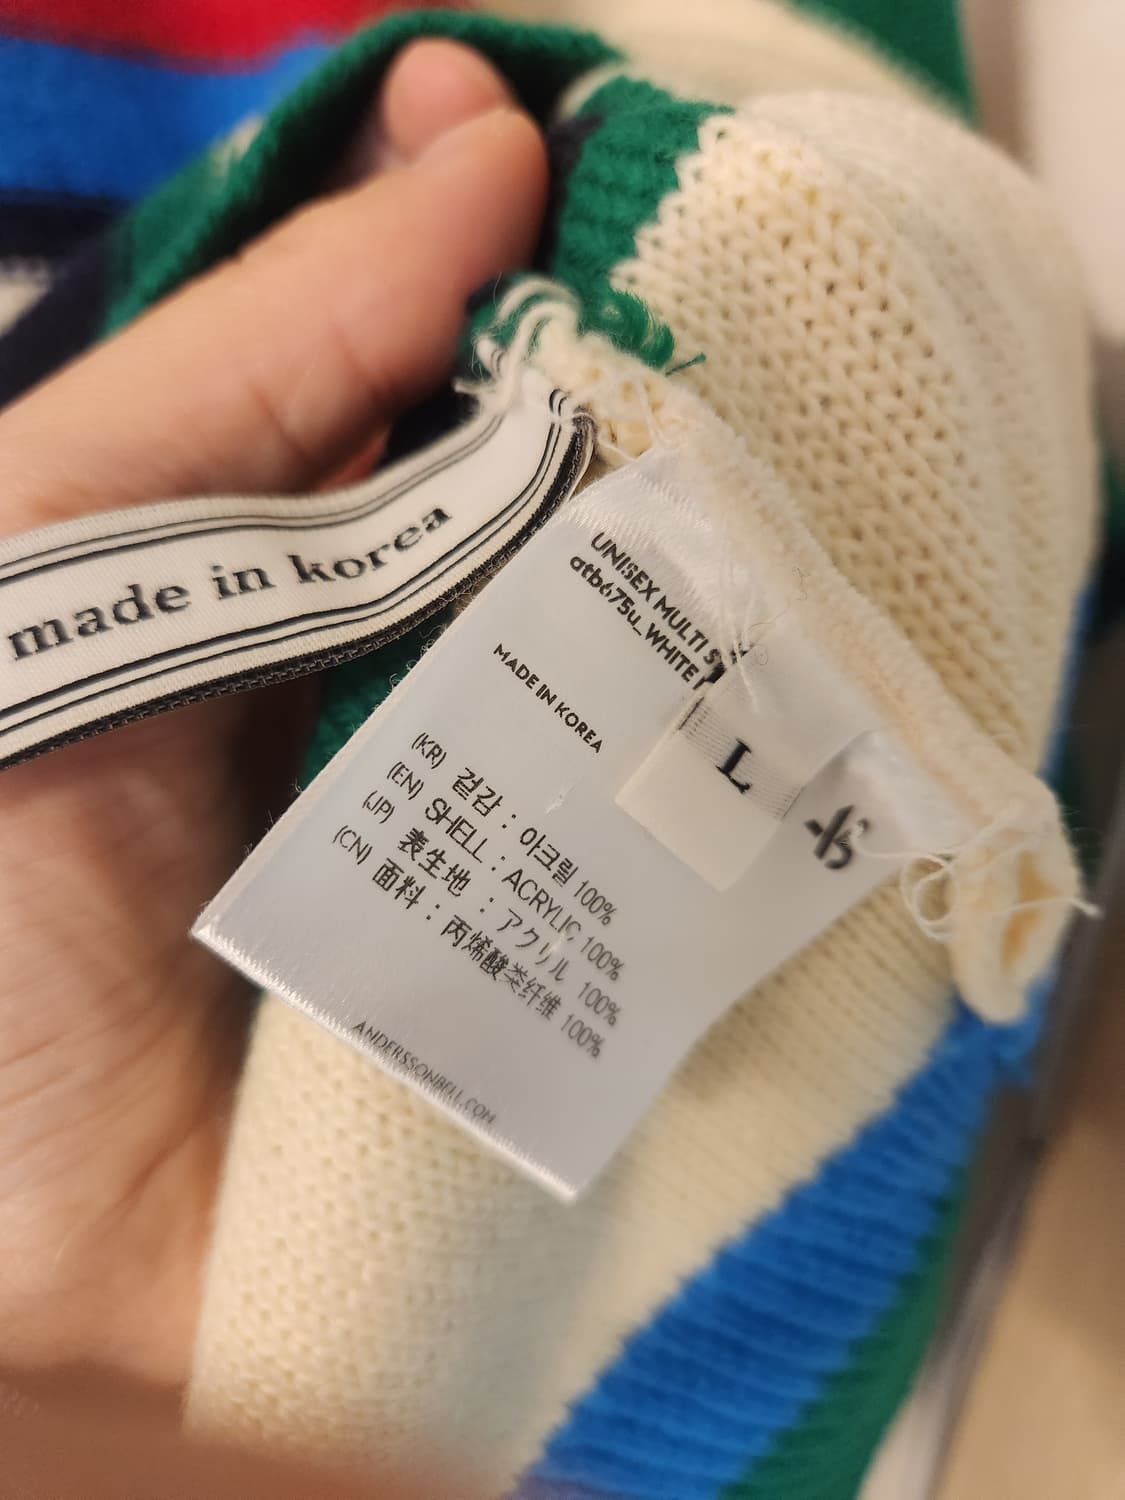 made in korea
UNISEX MULTI
atb675u_WHITE
MADE IN KOREA
L
(KR) 겉감 : 아크릴 100%
(EN) SHELL : ACRYLIC 100%
(JP) 表生地 : アクリル 100%
(CN) 面料 : 丙烯酸类纤维 100%
ANDERSSONBELL.COM